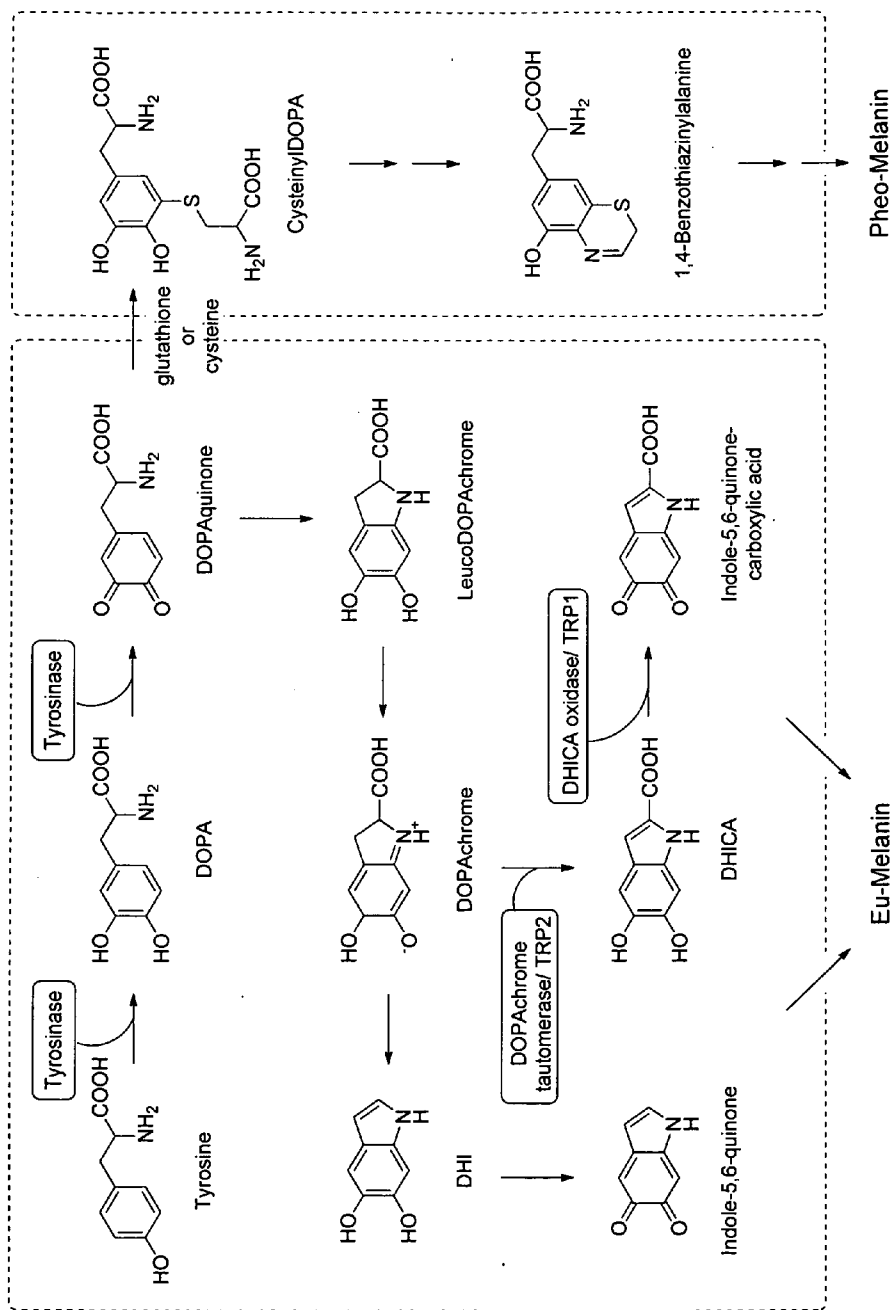 HO
COOH
NH2
Tyrosine
Tyrosinase
HO
HO
COOH
NH2
DOPA
Tyrosinase
O
O
COOH
NH2
DOPAquinone
glutathione
or
cysteine
HO
HO
COOH
NH2
S
COOH
H2N
CysteinylDOPA
HO
HO
N
H
DHI
HO
-O
N+
H
COOH
DOPAchrome
HO
HO
N
H
COOH
LeucoDOPAchrome
DOPAchrome
tautomerase/ TRP2
DHICA oxidase/ TRP1
O
O
N
H
Indole-5,6-quinone
HO
HO
N
H
COOH
DHICA
O
O
N
H
COOH
Indole-5,6-quinone-
carboxylic acid
HO
N
S
COOH
NH2
1,4-Benzothiazinylalanine
Eu-Melanin
Pheo-Melanin